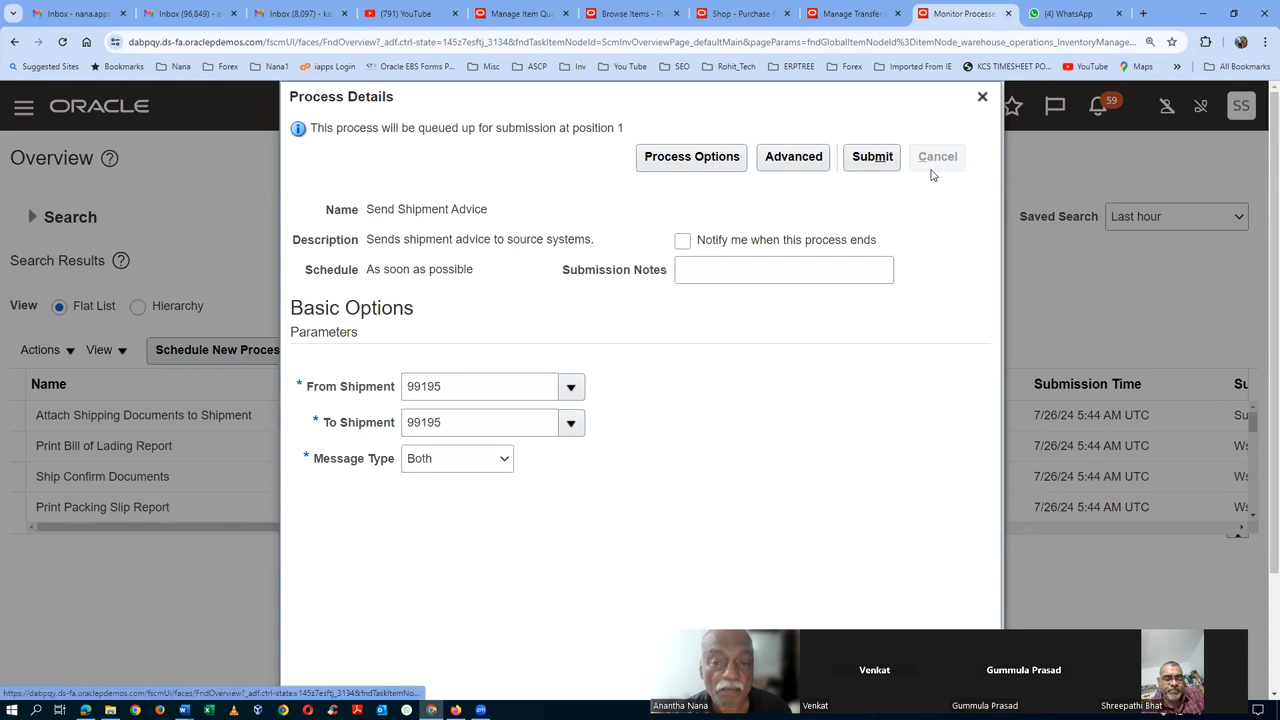 Inbox - nana.apps
Inbox (96,849) -
Inbox (8,097) - ka
(791) YouTube
Manage Item Qu
Browse Items - Pr
Shop - Purchase F
Manage Transfer
Monitor Processe
(4) WhatsApp
dabpqy.ds-fa.oraclepdemos.com/fscmUI/faces/FndOverview?_adf.ctrl-state=145z7esftj_3134&fndTaskItemNodeId=ScmInvOverviewPage_defaultMain&pageParams=fndGlobalItemNodeId%3DitemNode_warehouse_operations_InventoryManage...
Suggested Sites
Bookmarks
Nana
Forex
Nana1
iapps Login
Oracle EBS Forms P...
Misc
ASCP
Inv
You Tube
SEO
Rohit_Tech
ERPTREE
Forex
Imported From IE
KCS TIMESHEET PO...
YouTube
Maps
All Bookmarks
ORACLE
59
SS
Overview
Search
Saved Search Last hour
Search Results
View Flat List Hierarchy
Actions View Schedule New Proces
Name
Submission Time
Su
Attach Shipping Documents to Shipment 7/26/24 5:44 AM UTC Su
Print Bill of Lading Report 7/26/24 5:44 AM UTC Ws
Ship Confirm Documents 7/26/24 5:44 AM UTC Ws
Print Packing Slip Report 7/26/24 5:44 AM UTC Ws
Process Details
This process will be queued up for submission at position 1
Process Options Advanced Submit Cancel
Name Send Shipment Advice
Description Sends shipment advice to source systems.
Notify me when this process ends
Schedule As soon as possible
Submission Notes
Basic Options
Parameters
* From Shipment 99195
* To Shipment 99195
* Message Type Both
Venkat
Gummula Prasad
Anantha Nana
Venkat
Gummula Prasad
Shreepathi Bhat
https://dabpqy.ds-fa.oraclepdemos.com/fscmUI/faces/FndOverview?_adf.ctrl-state=145z7esftj_3134&fndTaskItemNo...